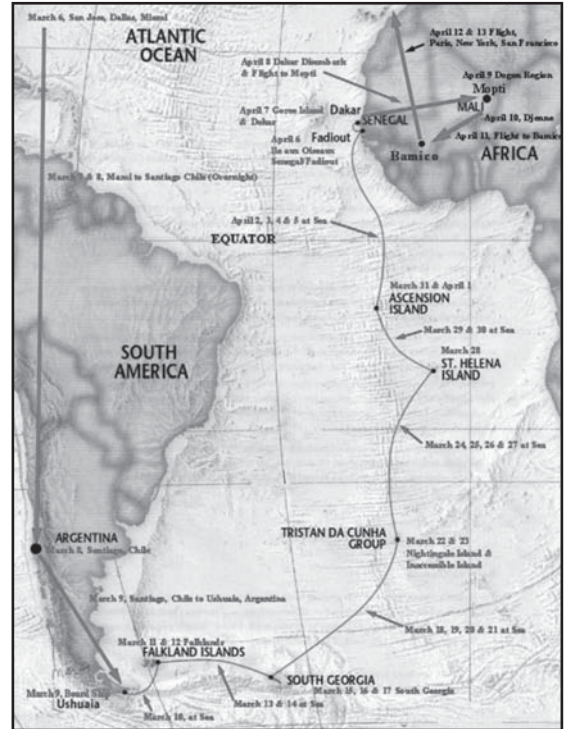 March 6, San Jose, Dallas, Miami
ATLANTIC
OCEAN
April 12 & 13 Flight,
Paris, New York, San Francisco
April 8 Dakar Disembark
& Flight to Mopti
April 9 Dogon Region
Mopti
MALI
April 7 Goree Island
& Dakar
Dakar
SENEGAL
April 10, Djenne
April 6
Ile aux Oiseaux
Senegal/Fadiout
Fadiout
April 11, Flight to Bamico
Bamico
AFRICA
March 7 & 8, Miami to Santiago Chile (Overnight)
April 2, 3, 4 & 5 at Sea
EQUATOR
March 31 & April 1
ASCENSION
ISLAND
March 29 & 30 at Sea
SOUTH
AMERICA
March 28
ST. HELENA
ISLAND
March 24, 25, 26 & 27 at Sea
TRISTAN DA CUNHA
GROUP
March 22 & 23
Nightingale Island &
Inaccessible Island
ARGENTINA
March 8, Santiago, Chile
March 9, Santiago, Chile to Ushuaia, Argentina
March 18, 19, 20 & 21 at Sea
March 11 & 12 Falklands
FALKLAND ISLANDS
SOUTH GEORGIA
March 15, 16 & 17 South Georgia
March 9, Board Ship
Ushuaia
March 10, at Sea
March 13 & 14 at Sea